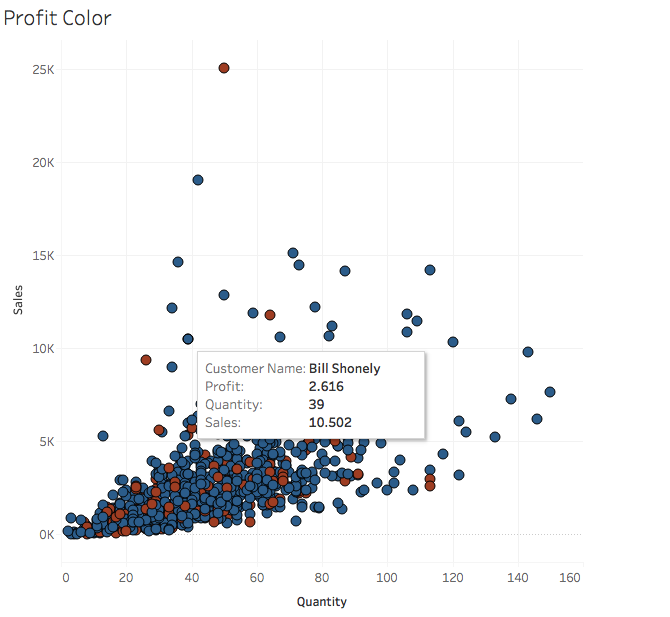 Profit Color
25K
20K
15K
10K
5K
0K
Sales
Customer Name: Bill Shonely
Profit: 2.616
Quantity: 39
Sales: 10.502
0 20 40 60 80 100 120 140 160
Quantity